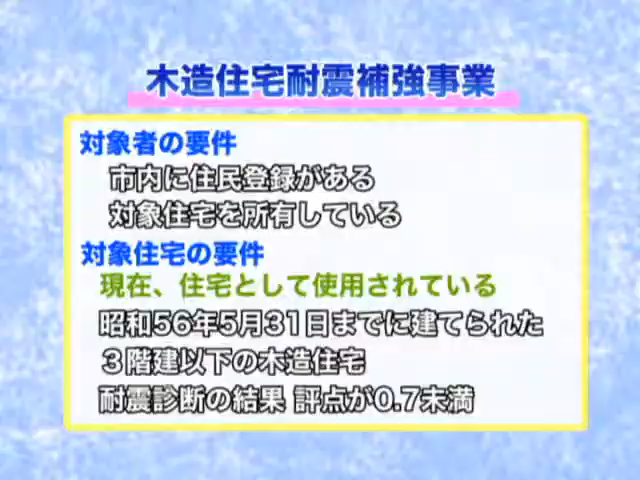 木造住宅耐震補強事業
対象者の要件
市内に住民登録がある
対象住宅を所有している
対象住宅の要件
現在、住宅として使用されている
昭和56年5月31日までに建てられた
３階建以下の木造住宅
耐震診断の結果 評点が0.7未満